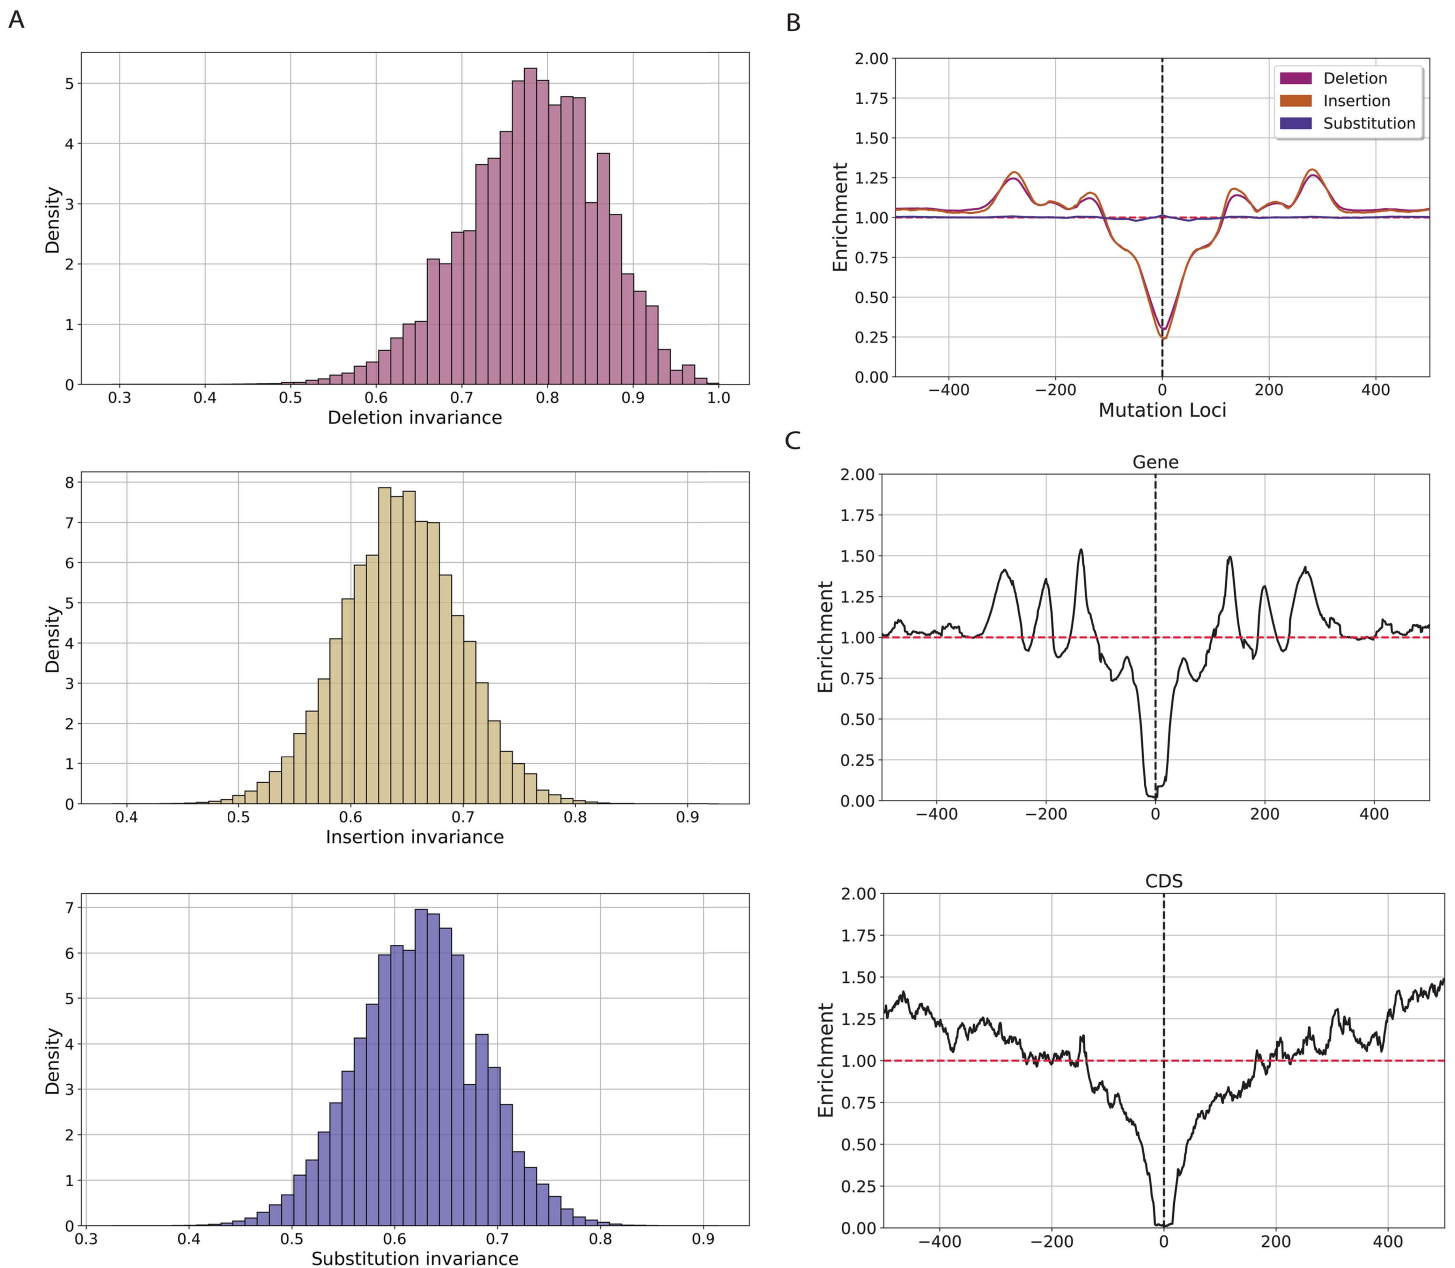 A
5
4
3
2
1
0
Density
0.3 0.4 0.5 0.6 0.7 0.8 0.9 1.0
Deletion invariance
8
7
6
5
4
3
2
1
0
Density
0.4 0.5 0.6 0.7 0.8 0.9
Insertion invariance
7
6
5
4
3
2
1
0
Density
0.3 0.4 0.5 0.6 0.7 0.8 0.9
Substitution invariance
B
2.00
1.75
1.50
1.25
1.00
0.75
0.50
0.25
0.00
Enrichment
Deletion
Insertion
Substitution
−400 −200 0 200 400
Mutation Loci
C
Gene
2.00
1.75
1.50
1.25
1.00
0.75
0.50
0.25
0.00
Enrichment
−400 −200 0 200 400
CDS
2.00
1.75
1.50
1.25
1.00
0.75
0.50
0.25
0.00
Enrichment
−400 −200 0 200 400